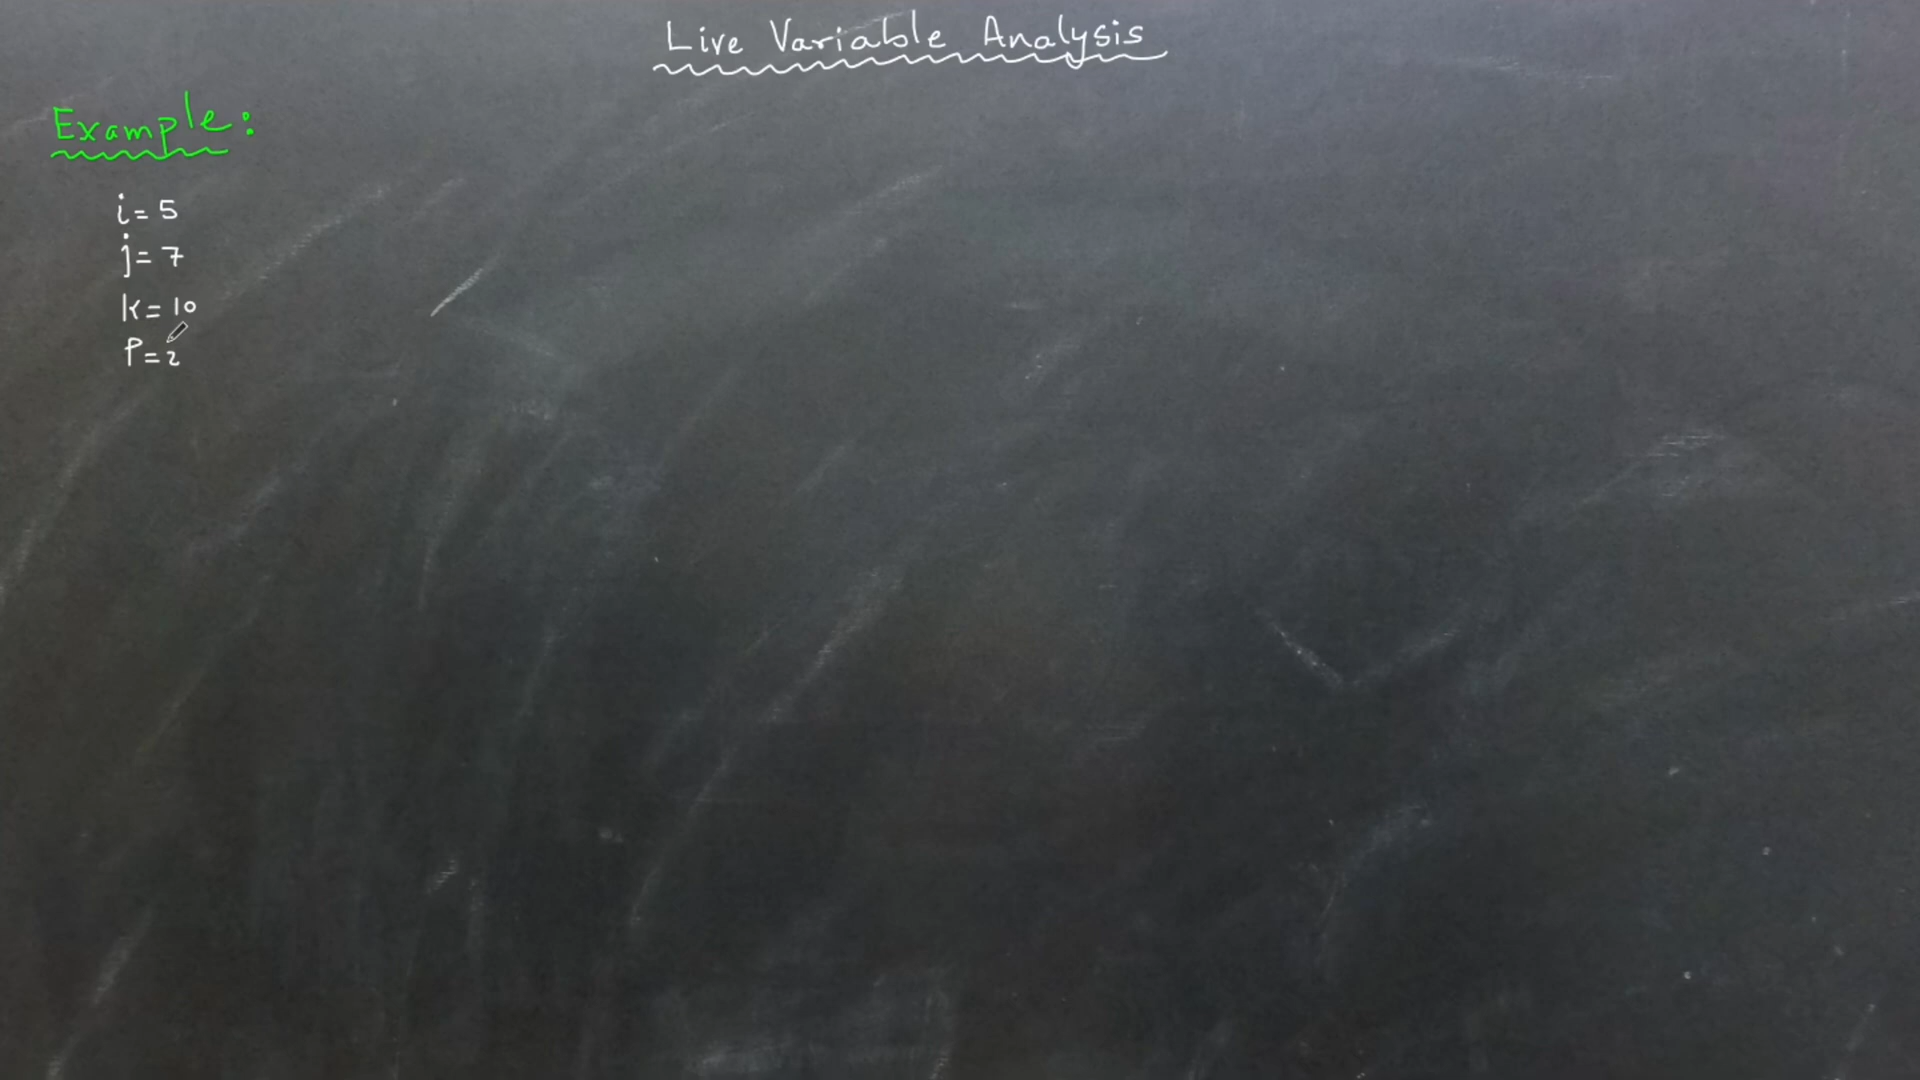 Live Variable Analysis
Example:
i = 5
j = 7
k = 10
P = 2